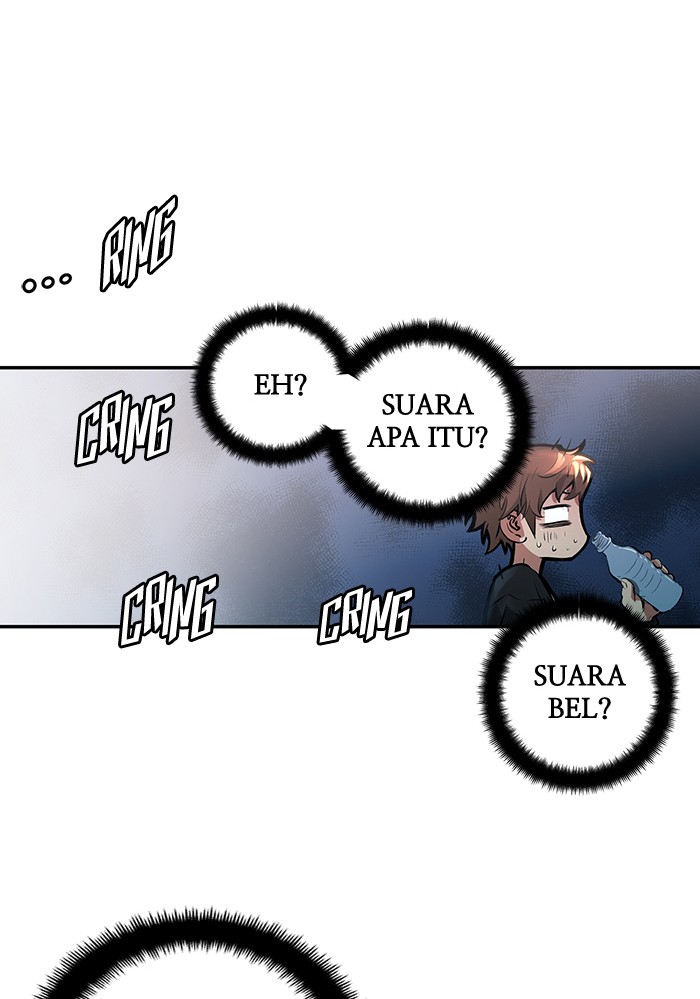 ... RING
EH?
SUARA
APA ITU?
CRING
CRING
CRING
SUARA
BEL?